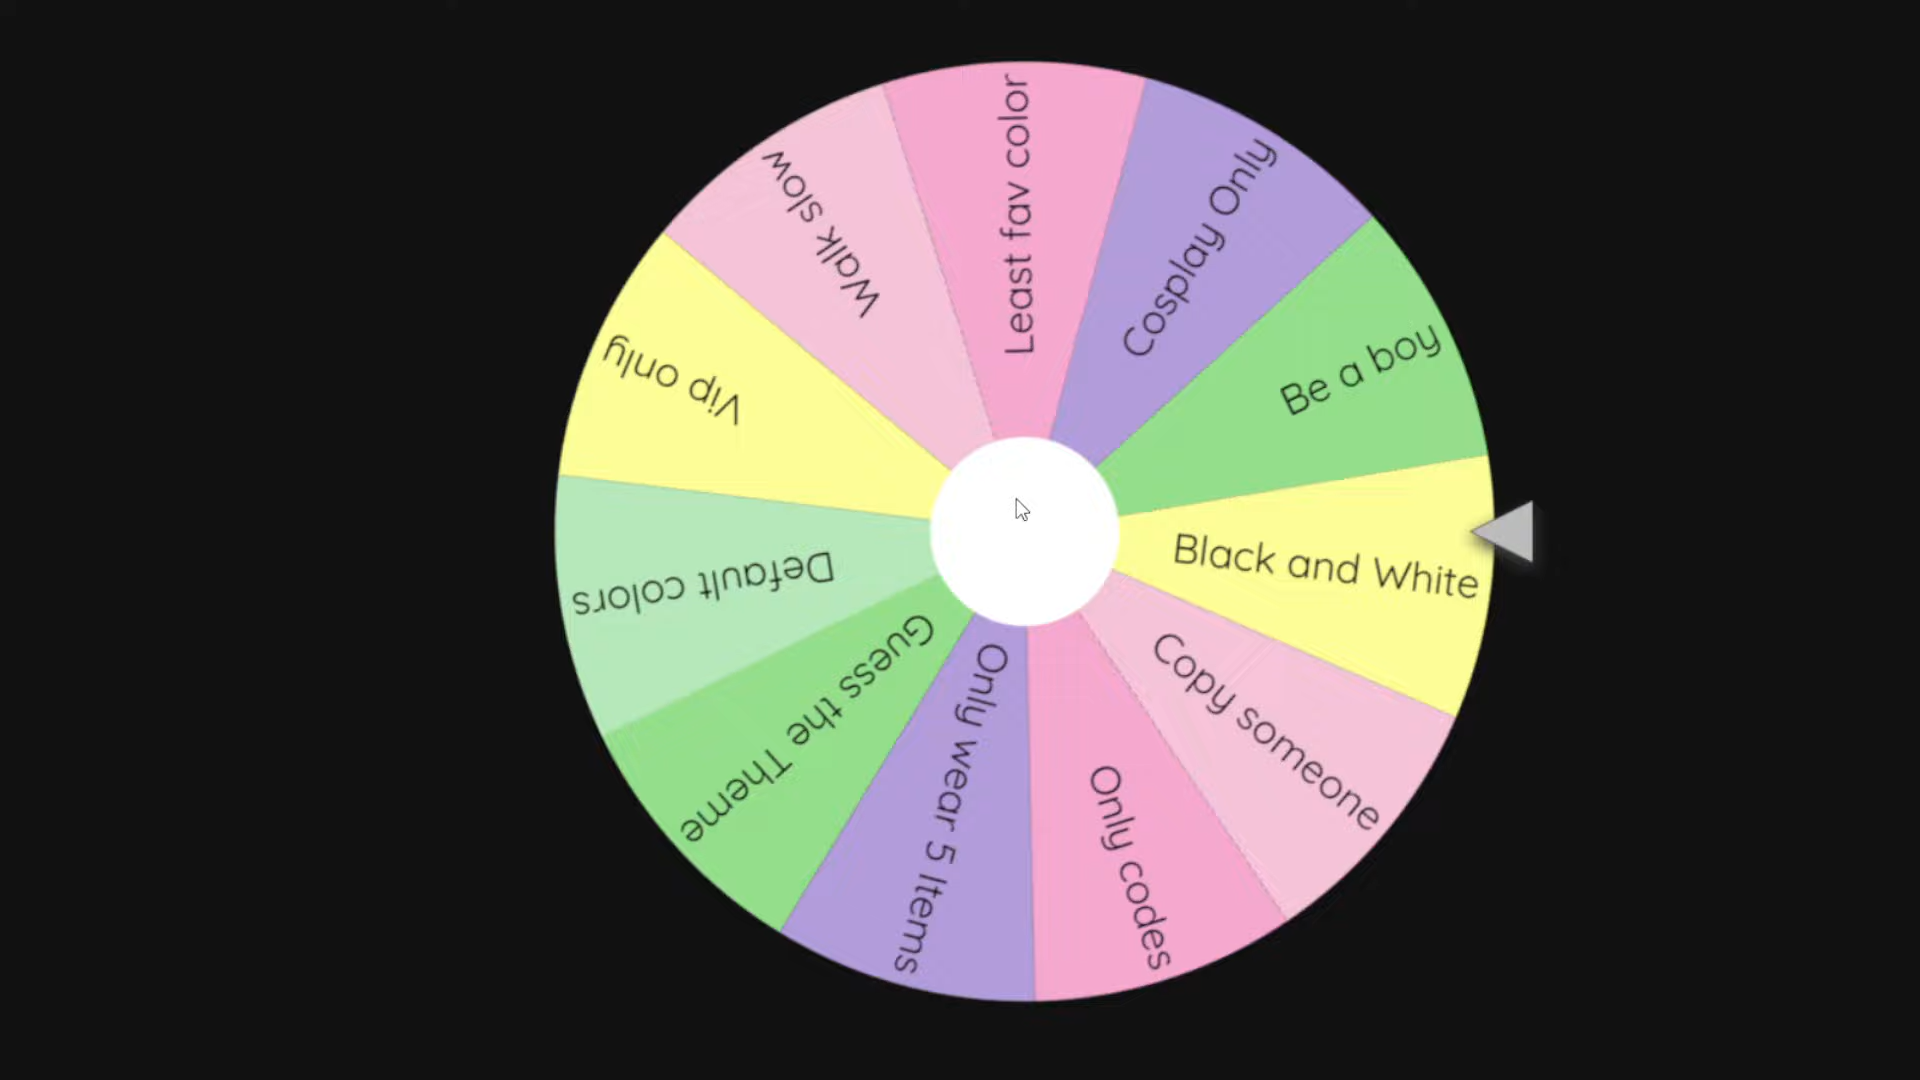 Least fav color
Cosplay Only
Be a boy
Black and White
Copy someone
Only codes
Only wear 5 Items
Guess the Theme
Default colors
Vip only
Walk slow